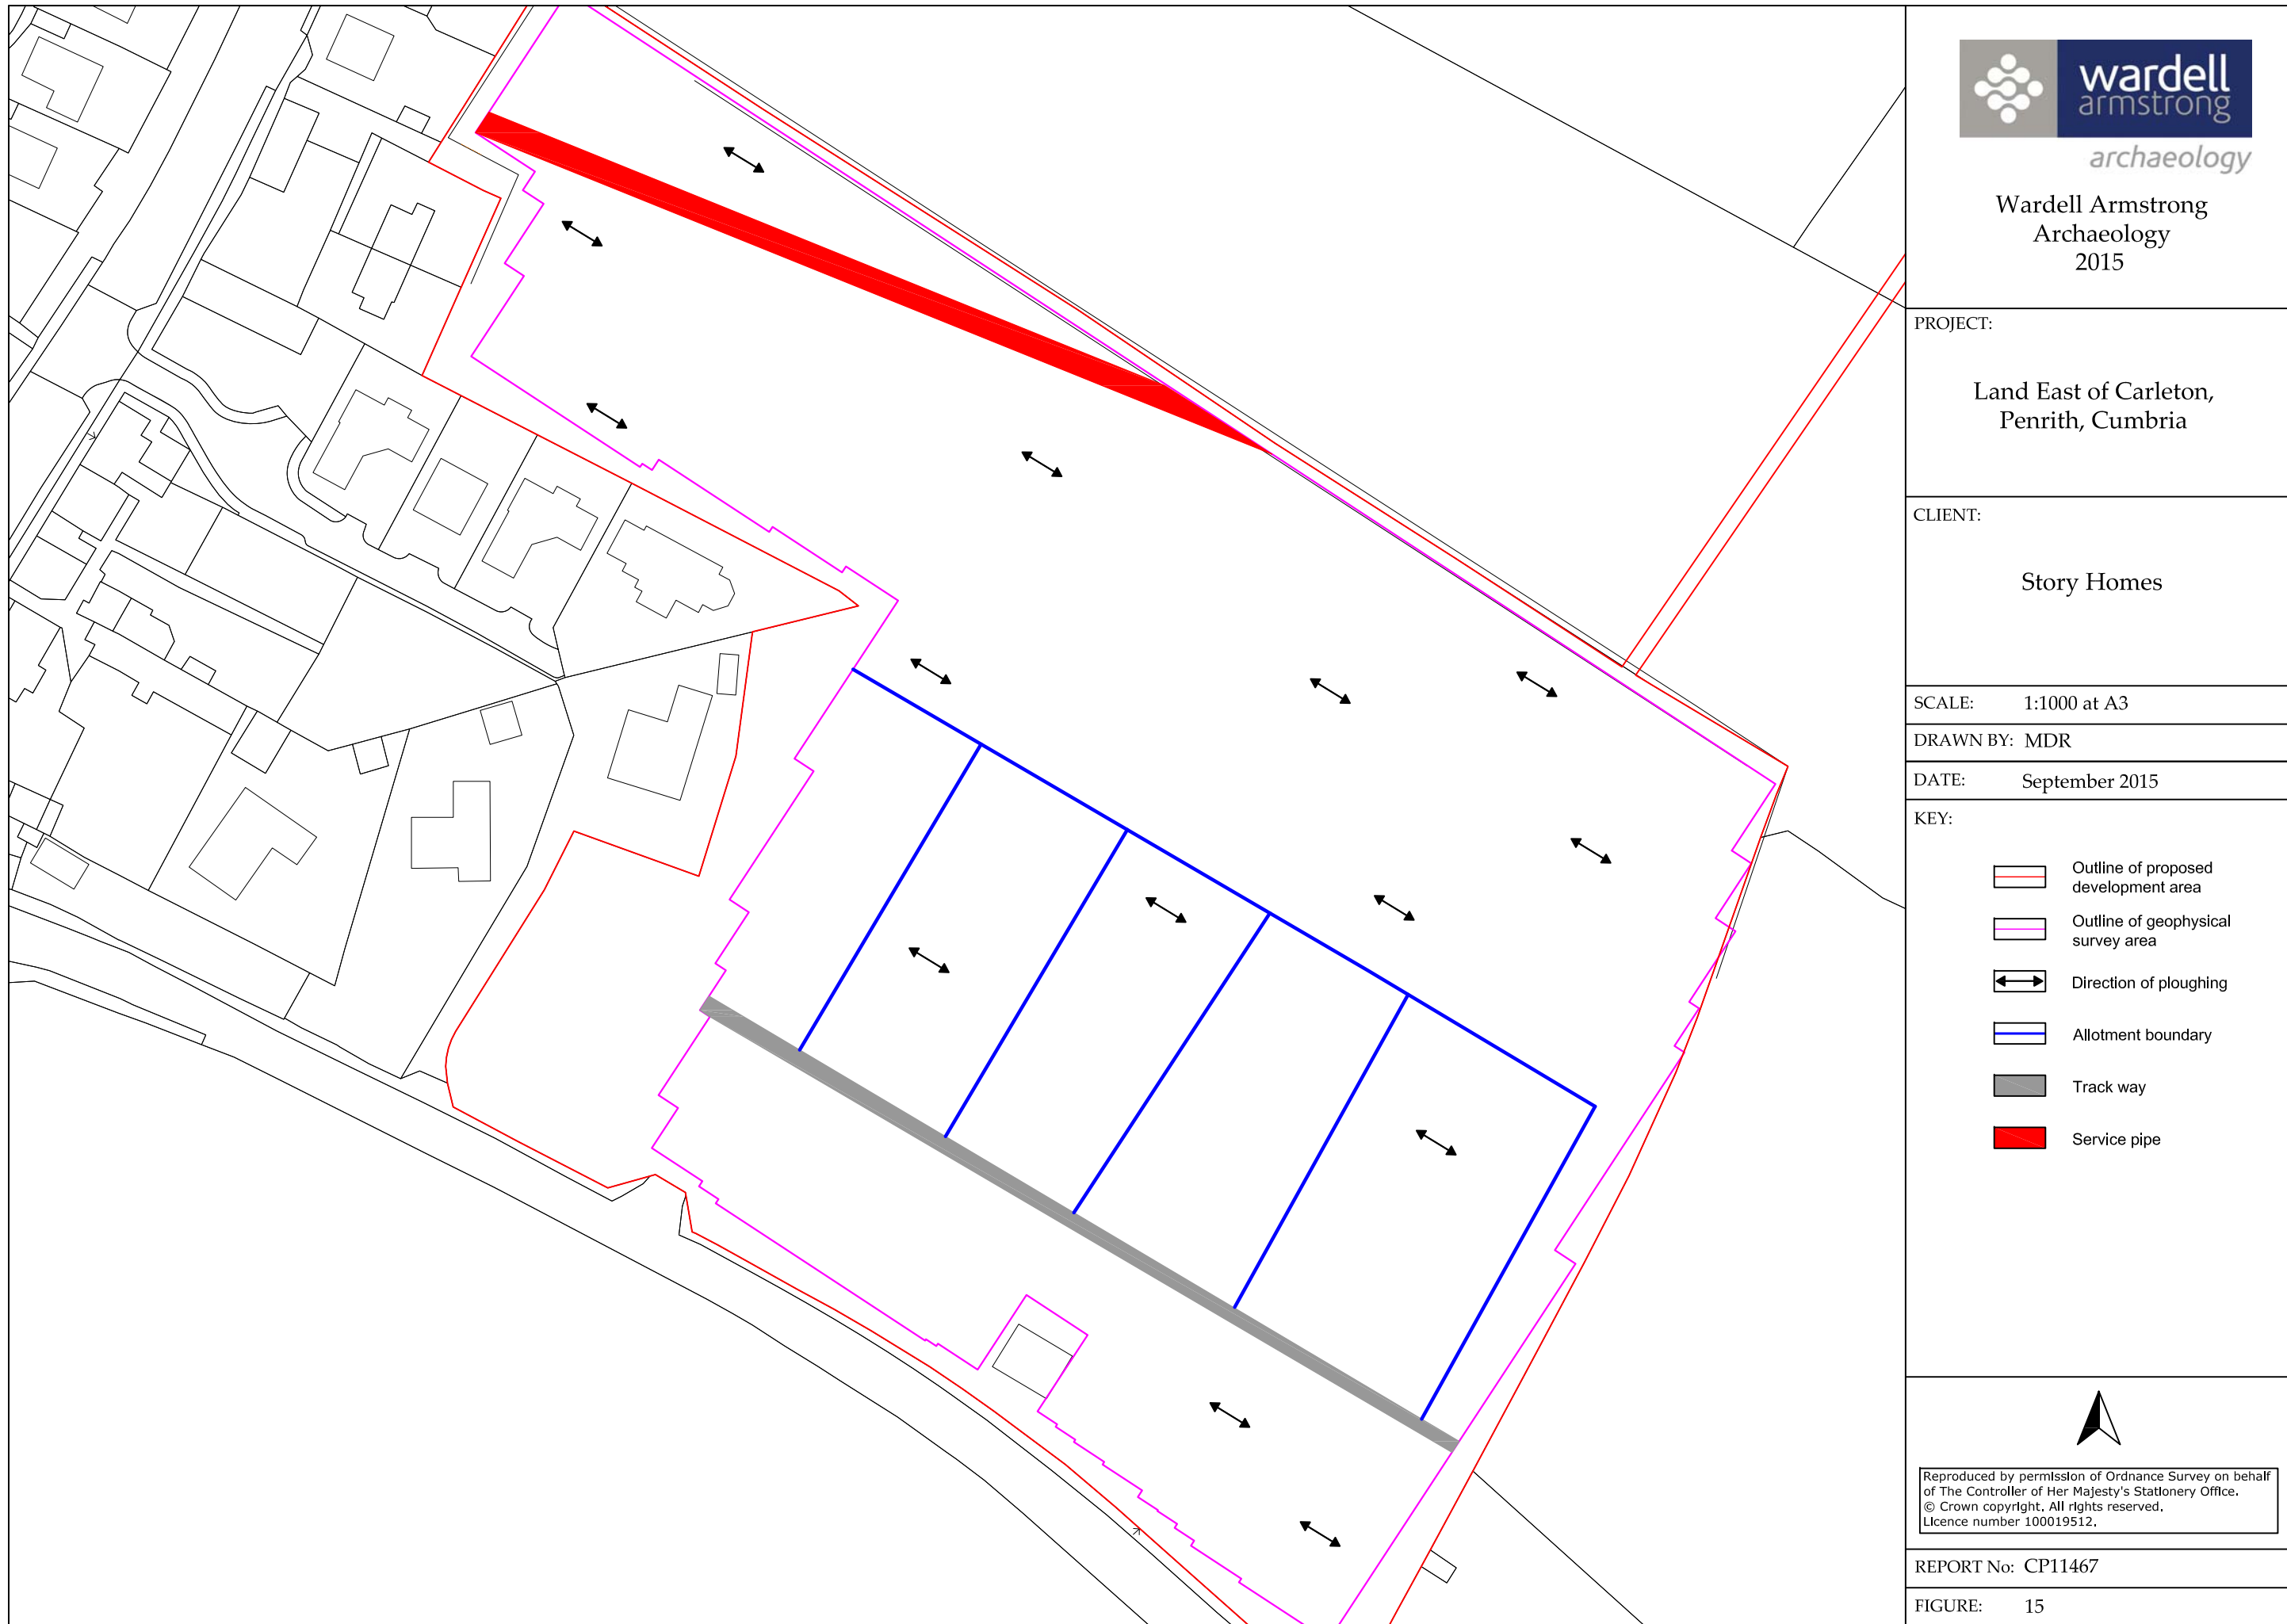 wardell
armstrong
archaeology
Wardell Armstrong
Archaeology
2015
PROJECT:
Land East of Carleton,
Penrith, Cumbria
CLIENT:
Story Homes
SCALE: 1:1000 at A3
DRAWN BY: MDR
DATE: September 2015
KEY:
Outline of proposed
development area
Outline of geophysical
survey area
Direction of ploughing
Allotment boundary
Track way
Service pipe
Reproduced by permission of Ordnance Survey on behalf
of The Controller of Her Majesty's Stationery Office.
© Crown copyright. All rights reserved.
Licence number 100019512.
REPORT No: CP11467
FIGURE: 15